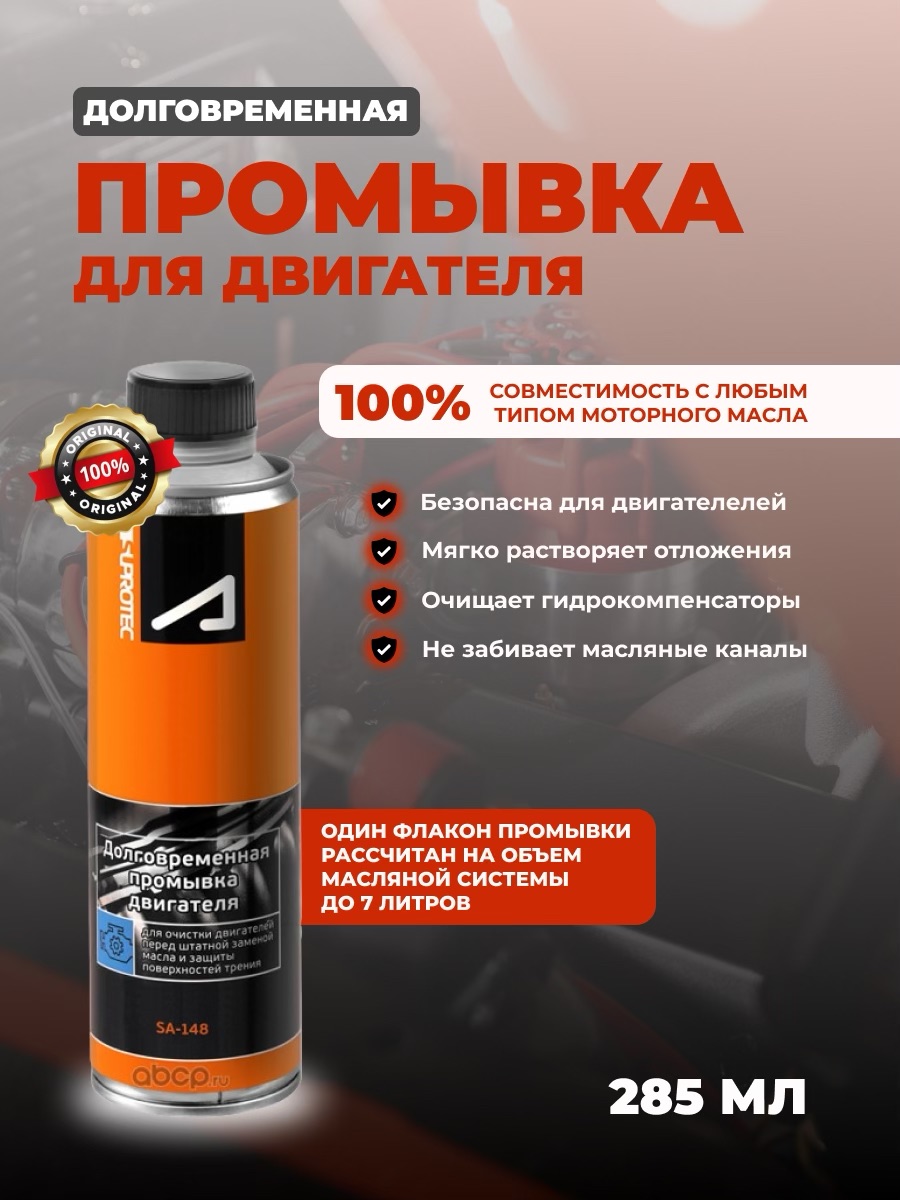 ДОЛГОВРЕМЕННАЯ
ПРОМЫВКА
ДЛЯ ДВИГАТЕЛЯ
100%
СОВМЕСТИМОСТЬ С ЛЮБЫМ
ТИПОМ МОТОРНОГО МАСЛА
ORIGINAL
100%
ORIGINAL
SUPROTEC
Безопасна для двигателелей
Мягко растворяет отложения
Очищает гидрокомпенсаторы
Не забивает масляные каналы
ОДИН ФЛАКОН ПРОМЫВКИ
РАССЧИТАН НА ОБЪЕМ
МАСЛЯНОЙ СИСТЕМЫ
ДО 7 ЛИТРОВ
Долговременная
промывка
двигателя
для очистки двигателей
перед штатной заменой
масла и защиты
поверхностей трения
SA-148
abcp.ru
285 МЛ